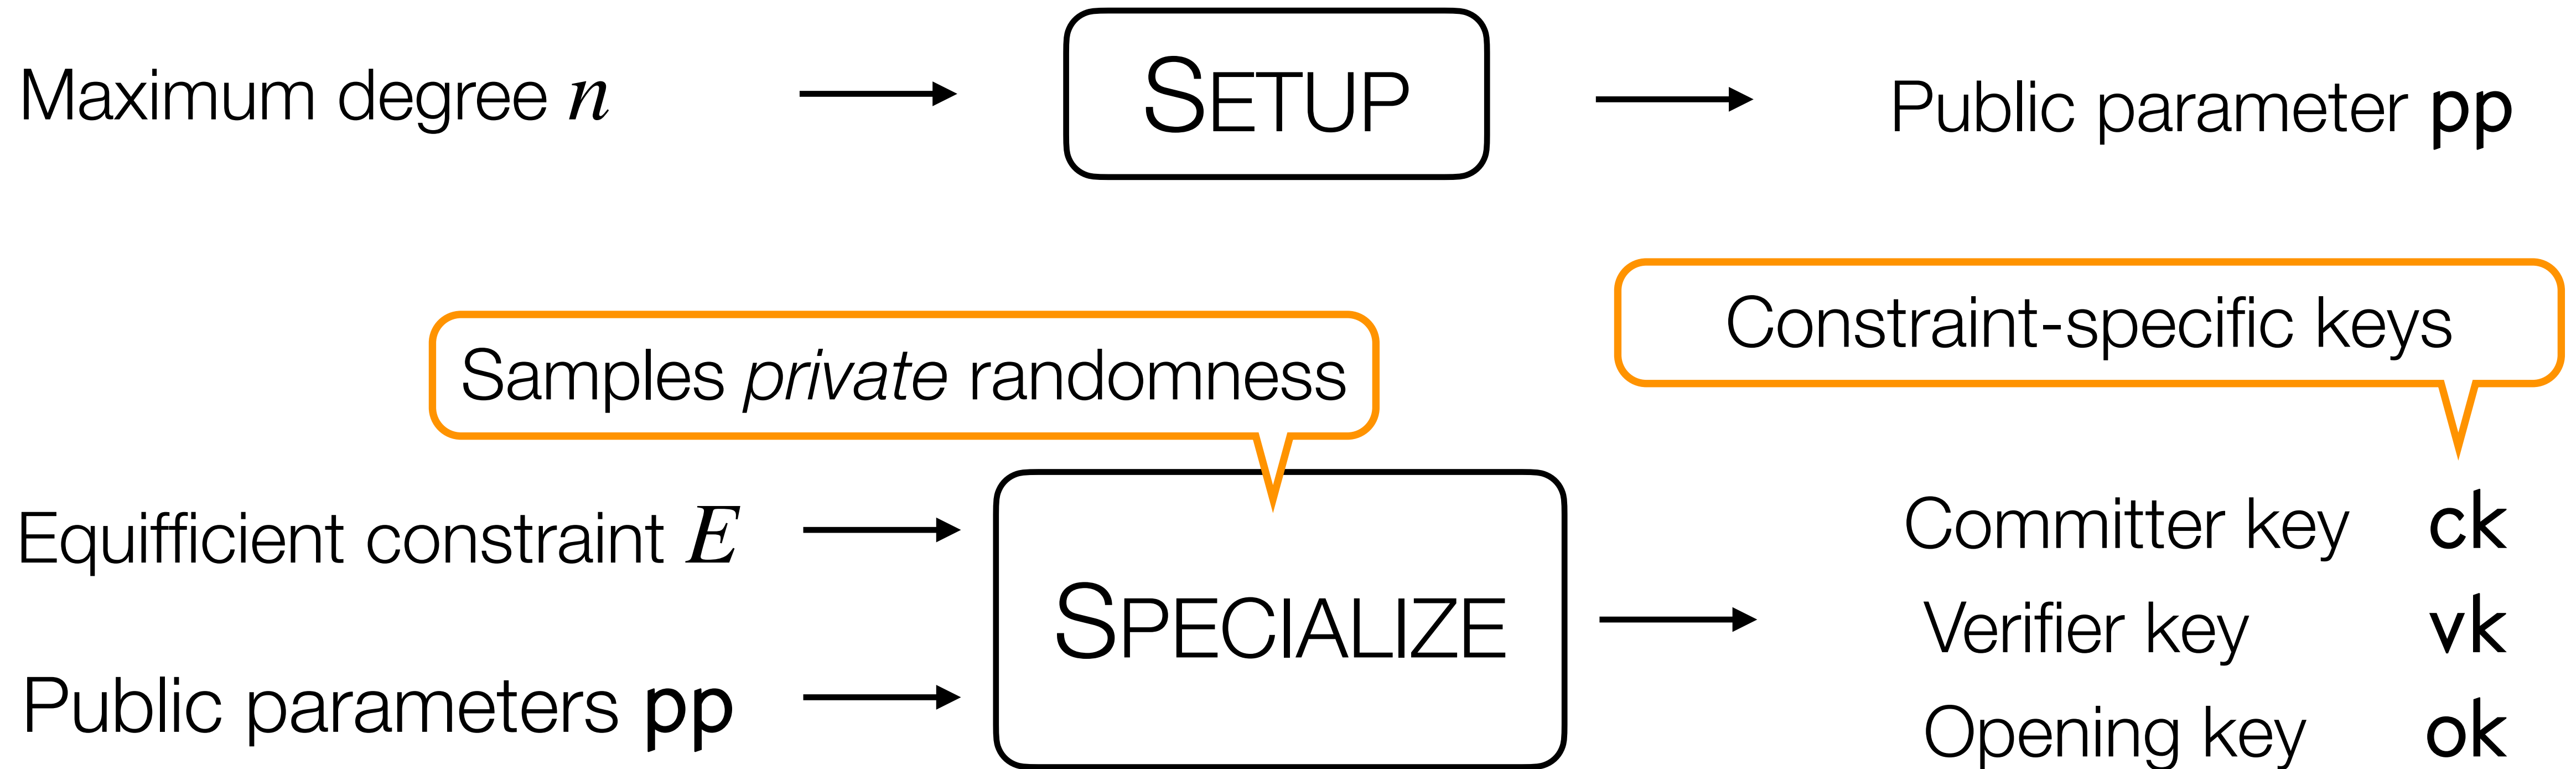 Maximum degree n
SETUP
Public parameter pp
Samples private randomness
Constraint-specific keys
Equifficient constraint E
Public parameters pp
SPECIALIZE
Committer key ck
Verifier key vk
Opening key ok